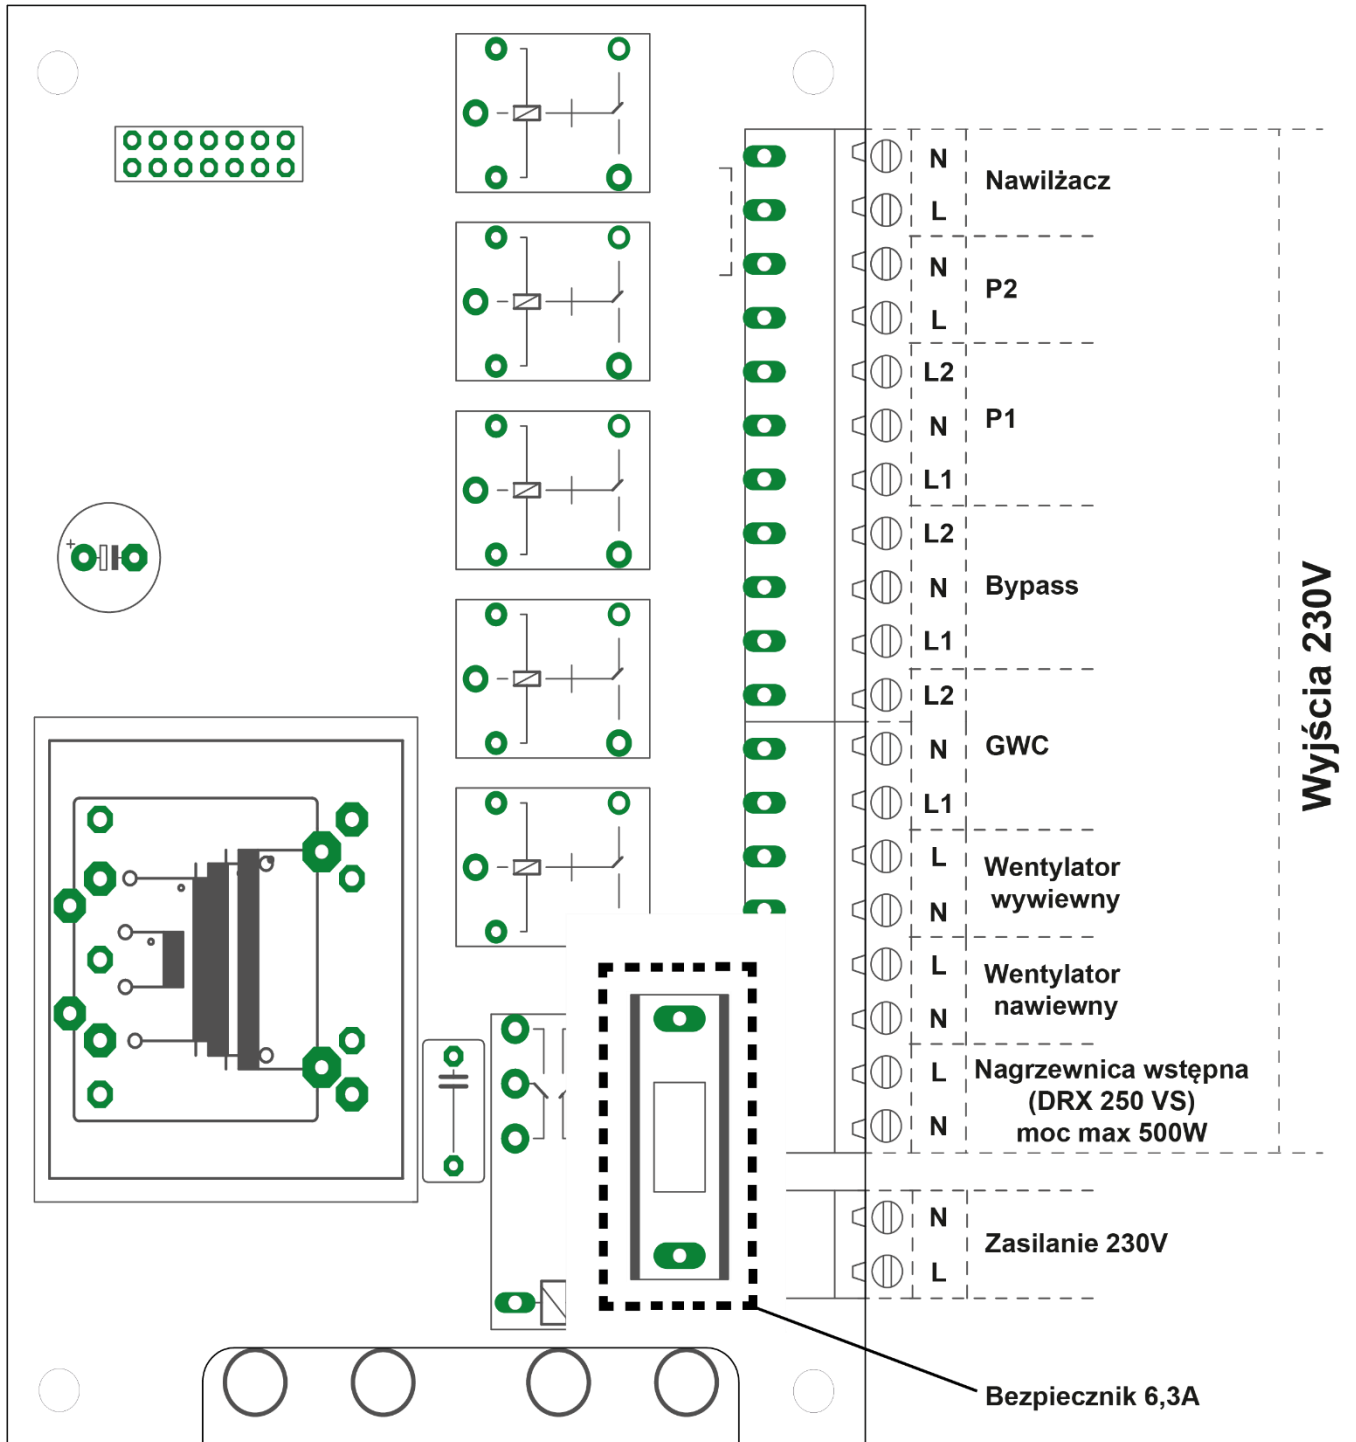 N
Nawilżacz
L
N
P2
L
L2
P1
N
L1
L2
Bypass
N
L1
L2
GWC
N
L1
L
Wentylator
wywiewny
N
L
Wentylator
nawiewny
N
L
Nagrzewnica wstępna
(DRX 250 VS)
moc max 500W
N
Wyjścia 230V
N
Zasilanie 230V
L
Bezpiecznik 6,3A
+